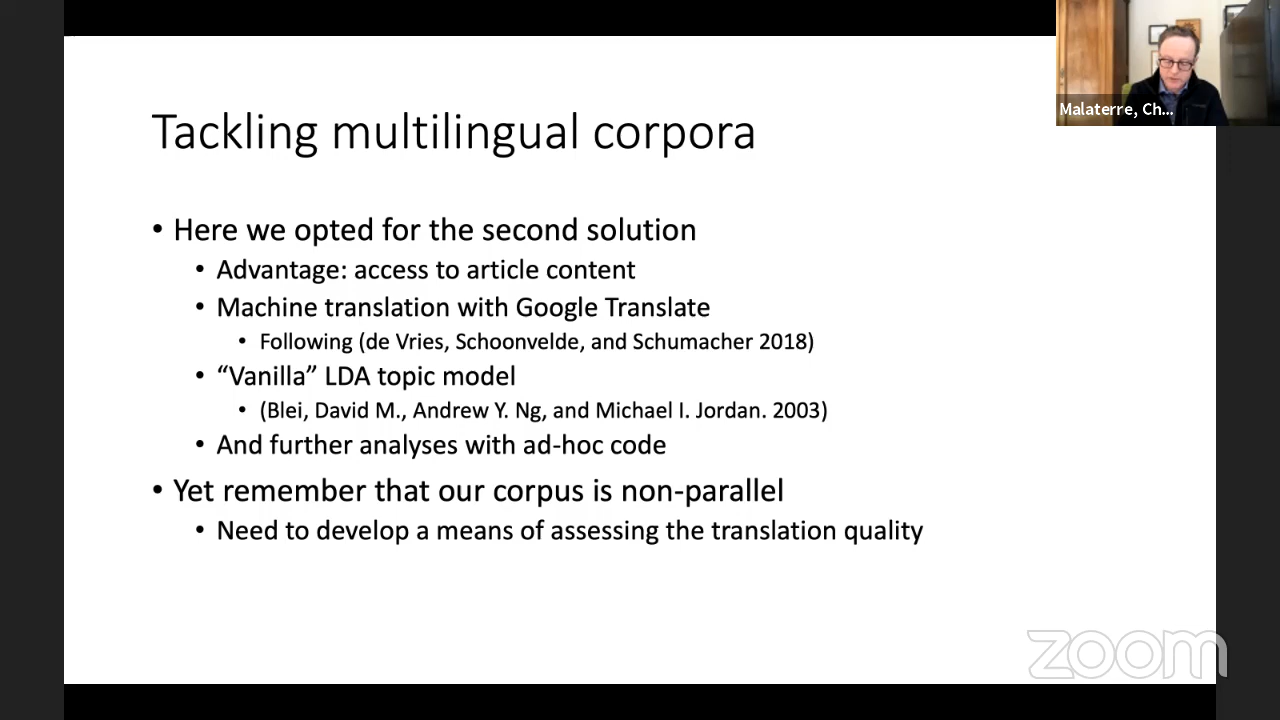 Malaterre, Ch...
Tackling multilingual corpora
• Here we opted for the second solution
• Advantage: access to article content
• Machine translation with Google Translate
• Following (de Vries, Schoonvelde, and Schumacher 2018)
• “Vanilla” LDA topic model
• (Blei, David M., Andrew Y. Ng, and Michael I. Jordan. 2003)
• And further analyses with ad-hoc code
• Yet remember that our corpus is non-parallel
• Need to develop a means of assessing the translation quality
zoom